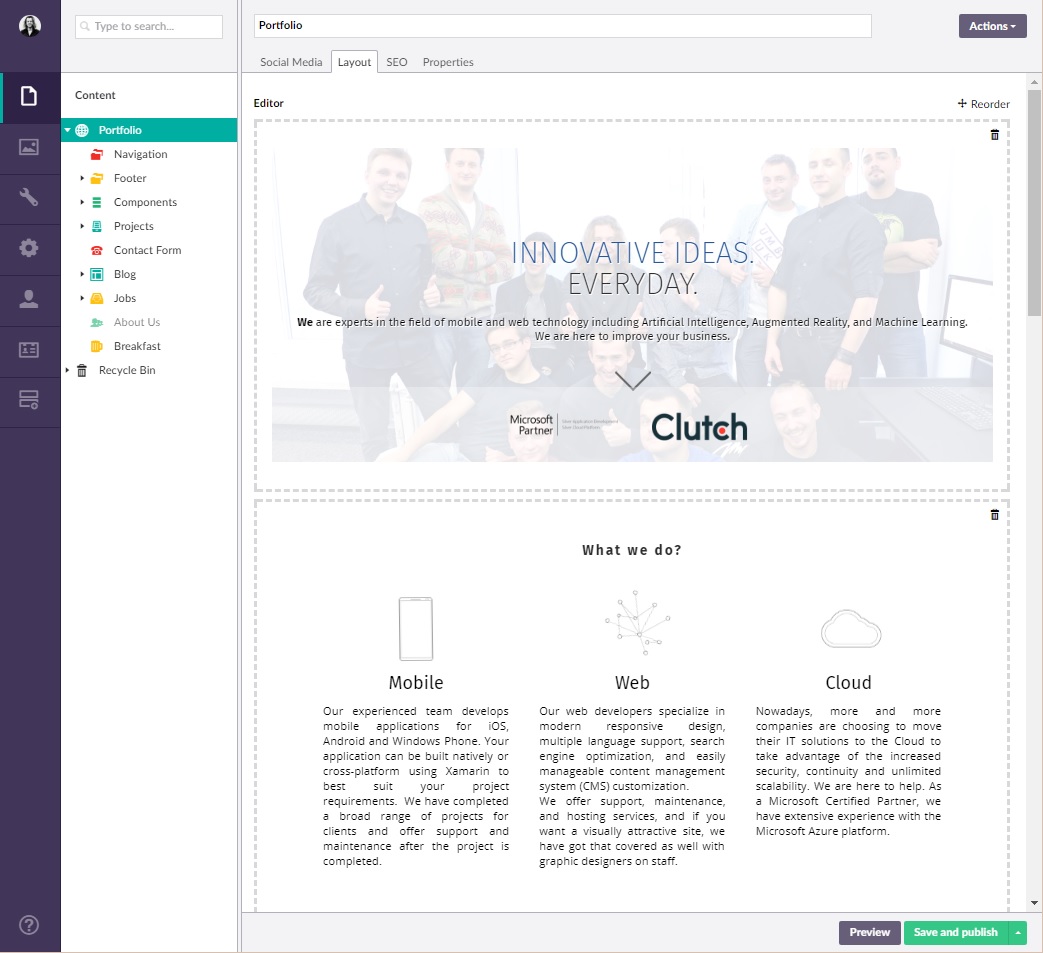 Type to search...
Portfolio
Actions
Social Media
Layout
SEO
Properties
Content
Portfolio
Navigation
Footer
Components
Projects
Contact Form
Blog
Jobs
About Us
Breakfast
Recycle Bin
Editor
Reorder
INNOVATIVE IDEAS.
EVERYDAY.
We are experts in the field of mobile and web technology including Artificial Intelligence, Augmented Reality, and Machine Learning.
We are here to improve your business.
Microsoft
Partner
Clutch
What we do?
Mobile
Our experienced team develops
mobile applications for iOS,
Android and Windows Phone. Your
application can be built natively or
cross-platform using Xamarin to
best suit your project
requirements. We have completed
a broad range of projects for
clients and offer support and
maintenance after the project is
completed.
Web
Our web developers specialize in
modern responsive design,
multiple language support, search
engine optimization, and easily
manageable content management
system (CMS) customization.
We offer support, maintenance,
and hosting services, and if you
want a visually attractive site, we
have got that covered as well with
graphic designers on staff.
Cloud
Nowadays, more and more
companies are choosing to move
their IT solutions to the Cloud to
take advantage of the increased
security, continuity and unlimited
scalability. We are here to help. As
a Microsoft Certified Partner, we
have extensive experience with the
Microsoft Azure platform.
Preview
Save and publish